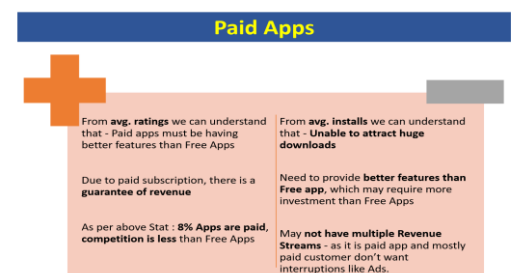 Paid Apps
From avg. ratings we can understand
that - Paid apps must be having
better features than Free Apps
Due to paid subscription, there is a
guarantee of revenue
As per above Stat : 8% Apps are paid,
competition is less than Free Apps
From avg. installs we can understand
that - Unable to attract huge
downloads
Need to provide better features than
Free app, which may require more
investment than Free Apps
May not have multiple Revenue
Streams - as it is paid app and mostly
paid customer don't want
interruptions like Ads.